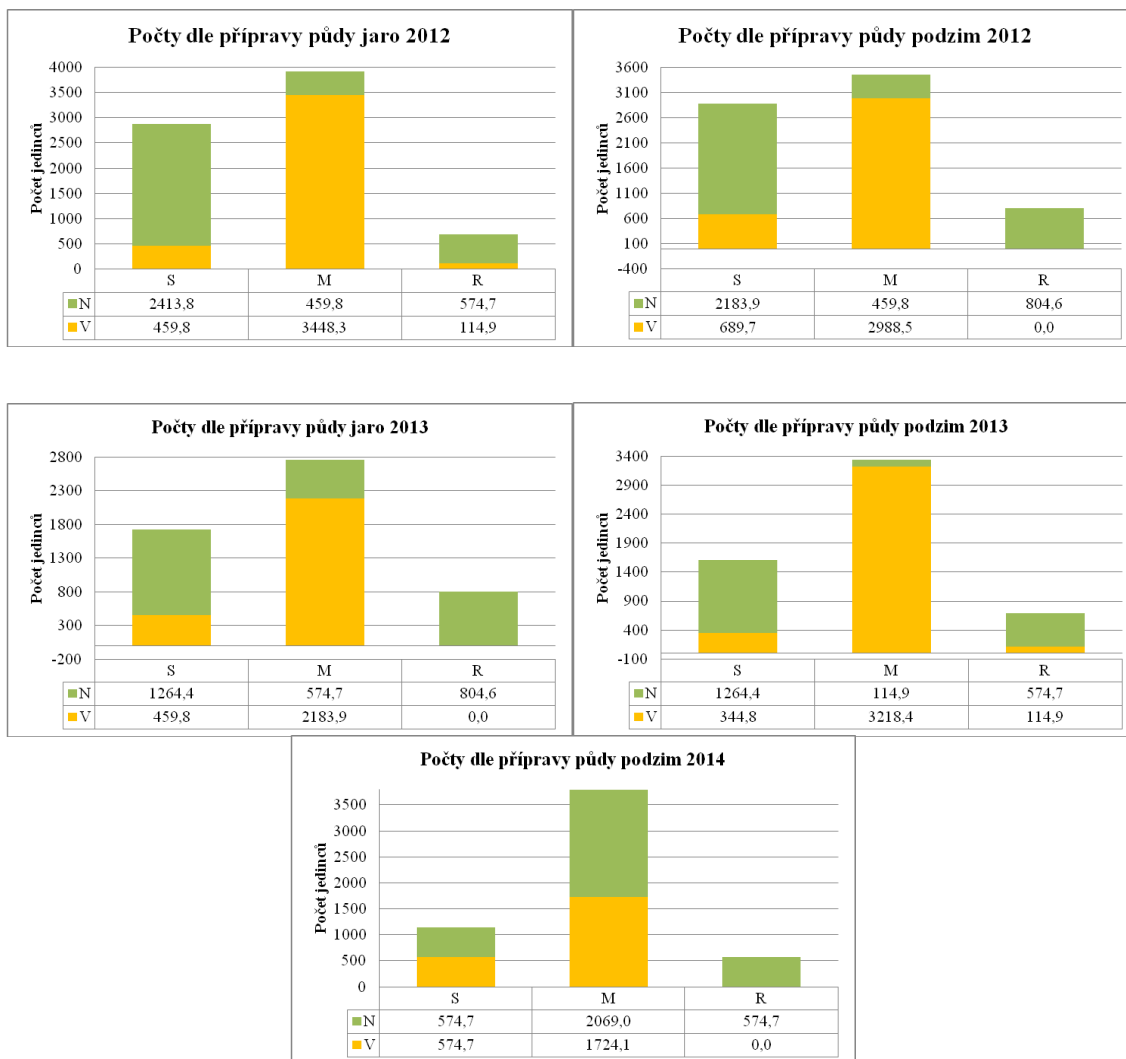 Počty dle přípravy půdy jaro 2012
Počet jedinců
4000
3500
3000
2500
2000
1500
1000
500
0
S M R
N 2413,8 459,8 574,7
V 459,8 3448,3 114,9
Počty dle přípravy půdy podzim 2012
Počet jedinců
3600
3100
2600
2100
1600
1100
600
100
-400
S M R
N 2183,9 459,8 804,6
V 689,7 2988,5 0,0
Počty dle přípravy půdy jaro 2013
Počet jedinců
2800
2300
1800
1300
800
300
-200
S M R
N 1264,4 574,7 804,6
V 459,8 2183,9 0,0
Počty dle přípravy půdy podzim 2013
Počet jedinců
3400
2900
2400
1900
1400
900
400
-100
S M R
N 1264,4 114,9 574,7
V 344,8 3218,4 114,9
Počty dle přípravy půdy podzim 2014
Počet jedinců
3500
3000
2500
2000
1500
1000
500
0
S M R
N 574,7 2069,0 574,7
V 574,7 1724,1 0,0